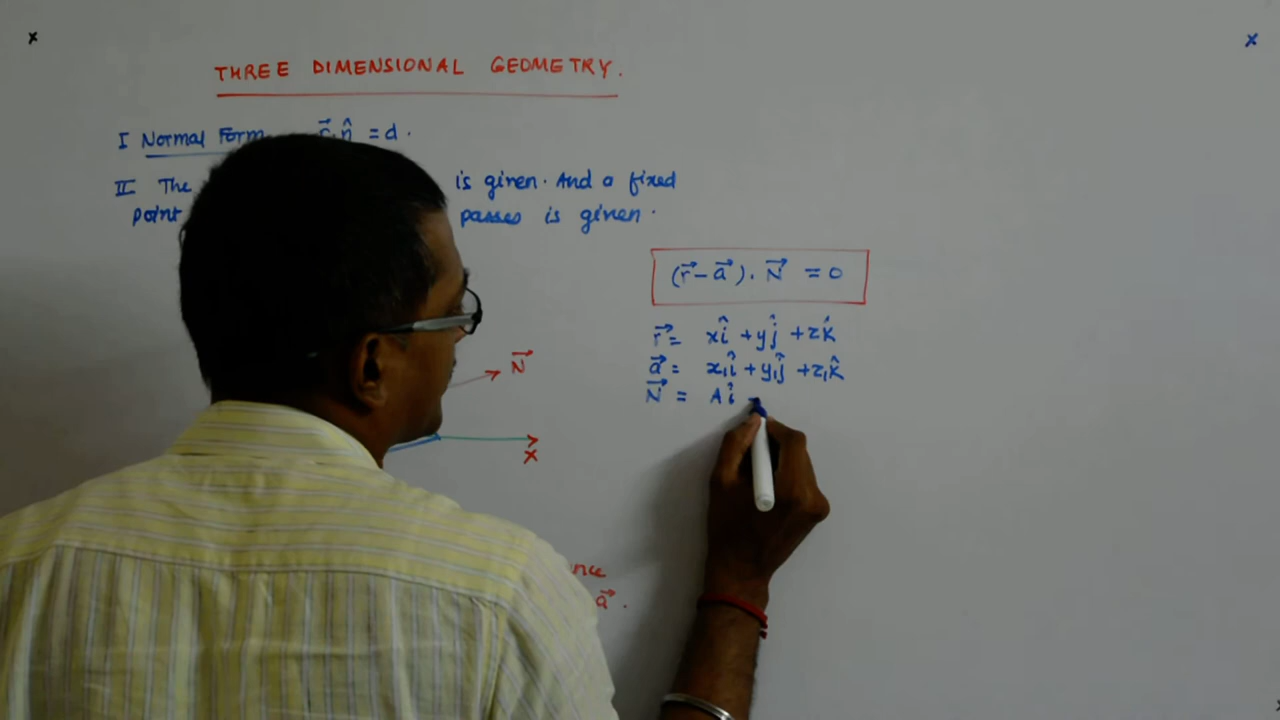 x
x
THREE DIMENSIONAL GEOMETRY.
I Normal Form r⃗.n̂ = d.
II The is given. And a fixed
point passes is given.
(r⃗ - a⃗). N⃗ = 0
r⃗ = xî + yĵ + zk̂
a⃗ = x₁î + y₁ĵ + z₁k̂
N⃗ = Aî
N⃗
X
a⃗.